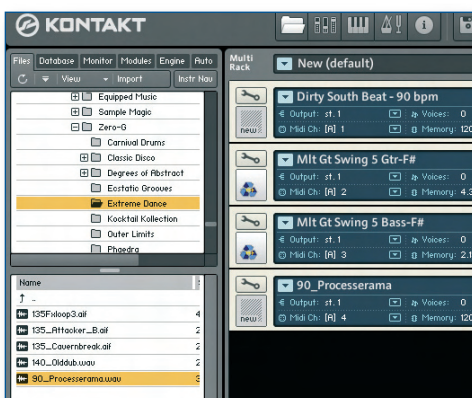 KONTAKT
Files Database Monitor Modules Engine Auto
View Import Instr Nav
Equipped Music
Sample Magic
Zero-G
Carnival Drums
Classic Disco
Degrees of Abstract
Ecstatic Grooves
Extreme Dance
Kocktail Kollection
Outer Limits
Phaedra
Name
135Fxloop3.aif
135_Attacker_B.aif
135_Cavernbreak.aif
140_Olddub.wav
90_Processerama.wav
Multi Rack
New (default)
Dirty South Beat - 90 bpm
Output: st. 1 Voices: 0
new Midi Ch: [A] 1 Memory: 120
Mlt Gt Swing 5 Gtr-F#
Output: st. 1 Voices: 0
Midi Ch: [A] 2 Memory: 4.3
Mlt Gt Swing 5 Bass-F#
Output: st. 1 Voices: 0
Midi Ch: [A] 3 Memory: 2.1
90_Processerama
Output: st. 1 Voices: 0
new Midi Ch: [A] 4 Memory: 120